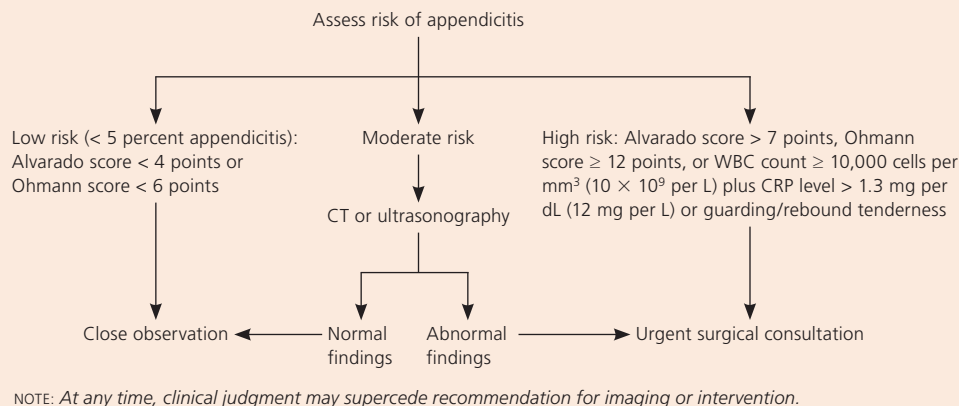 Assess risk of appendicitis
Low risk (< 5 percent appendicitis):
Alvarado score < 4 points or
Ohmann score < 6 points
Moderate risk
High risk: Alvarado score > 7 points, Ohmann
score ≥ 12 points, or WBC count ≥ 10,000 cells per
mm³ (10 × 10⁹ per L) plus CRP level > 1.3 mg per
dL (12 mg per L) or guarding/rebound tenderness
CT or ultrasonography
Close observation
Normal
findings
Abnormal
findings
Urgent surgical consultation
NOTE: At any time, clinical judgment may supercede recommendation for imaging or intervention.